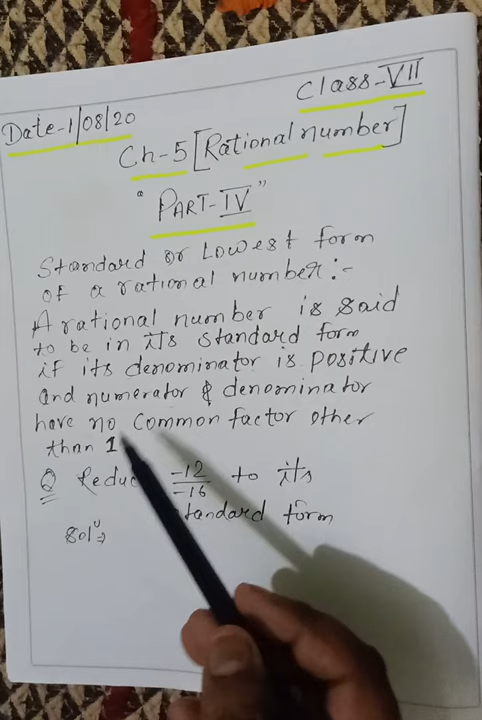 Class-VII
Date-1/08/20
Ch-5 [Rational number]
"PART-IV"
Standard or Lowest form
of a rational number:-
A rational number is said
to be in its standard form
if its denominator is positive
and numerator & denominator
have no common factor other
than 1
Q Reduc -12/-16 to its
standard form
Solⁿ⇒